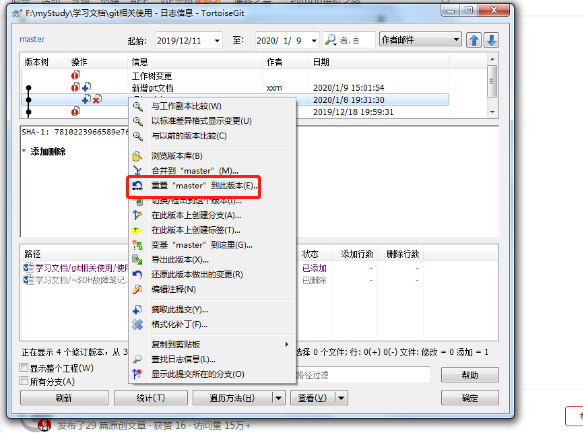 F:\myStudy\学习文档\git相关使用 - 日志信息 - TortoiseGit
master
起始: 2019/12/11 至: 2020/ 1/ 9 者, 自 作者邮件
版本树 操作 信息 作者 日期
工作树变更
新增git文档 xxm 2020/1/9 15:01:54
2020/1/8 19:31:30
2019/12/18 19:59:31
SHA-1: 7810223966589e76
* 添加删除
与工作副本比较(W)
以标准差异格式显示变更(U)
与以前的版本比较(C)
浏览版本库(B)
合并到 "master" (M)...
重置 "master" 到此版本(E)...
切换/检出到这个版本(I)...
在此版本上创建分支(A)...
在此版本上创建标签(T)...
变基 "master" 到这里(G)...
导出此版本(X)...
还原此版本做出的变更(R)
编辑注释(N)
摘取此提交(Y)...
格式化补丁(F)...
复制到剪贴板
查找日志信息(L)...
显示此提交所在的分支(O)
路径 状态 添加行数 删除行数
学习文档/git相关使用/使用 已添加 - -
学习文档/~$DH故障笔记. 已删除 - -
正在显示 4 个修订版本，从 3
选择 0 个文件; 行: 0(+) 0(-) 文件: 修改 = 0 添加 = 1
显示整个工程(W)
路径过滤
帮助
所有分支(A)
刷新 统计(T) 遍历方法(H) 查看(V) 确定
发布了29 篇原创文章 · 获赞 16 · 访问量 15万+